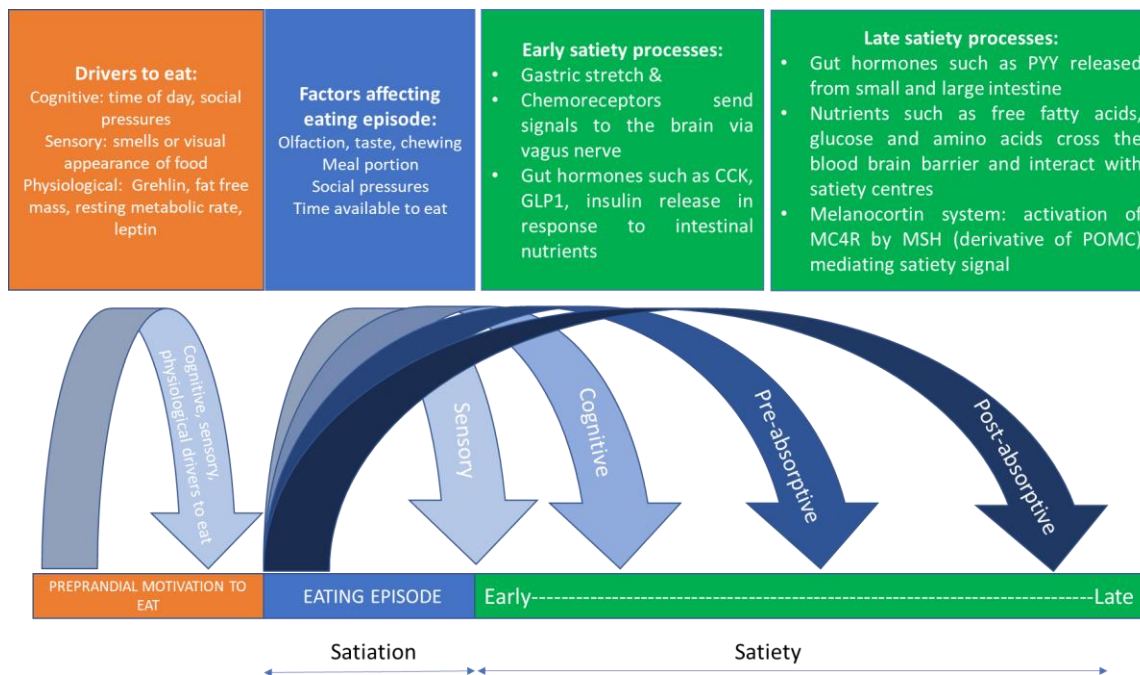 Drivers to eat:
Cognitive: time of day, social
pressures
Sensory: smells or visual
appearance of food
Physiological: Grehlin, fat free
mass, resting metabolic rate,
leptin
Factors affecting
eating episode:
Olfaction, taste, chewing
Meal portion
Social pressures
Time available to eat
Early satiety processes:
• Gastric stretch &
• Chemoreceptors send
signals to the brain via
vagus nerve
• Gut hormones such as CCK,
GLP1, insulin release in
response to intestinal
nutrients
Late satiety processes:
• Gut hormones such as PYY released
from small and large intestine
• Nutrients such as free fatty acids,
glucose and amino acids cross the
blood brain barrier and interact with
satiety centres
• Melanocortin system: activation of
MC4R by MSH (derivative of POMC)
mediating satiety signal
Cognitive, sensory,
physiological drivers to eat
Sensory
Cognitive
Pre-absorptive
Post-absorptive
PREPRANDIAL MOTIVATION TO
EAT
EATING EPISODE
Early------------------------------------------------------------------Late
Satiation
Satiety